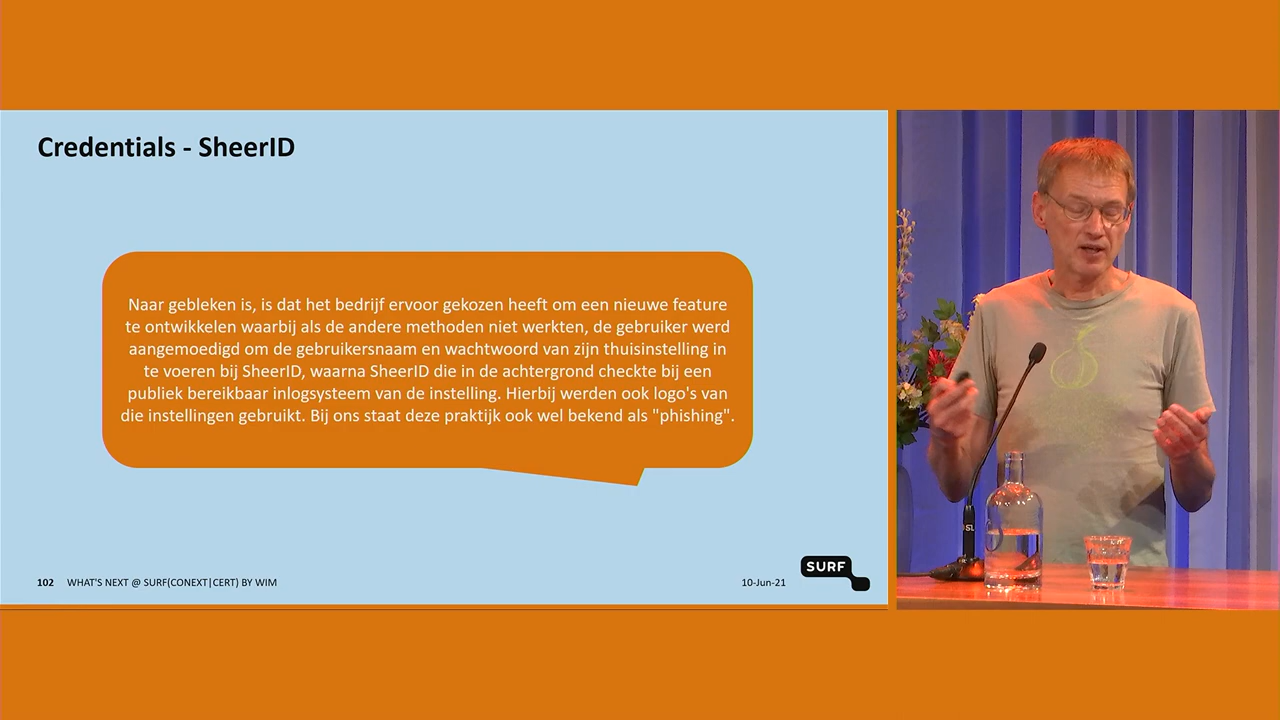 Credentials - SheerID
Naar gebleken is, is dat het bedrijf ervoor gekozen heeft om een nieuwe feature
te ontwikkelen waarbij als de andere methoden niet werkten, de gebruiker werd
aangemoedigd om de gebruikersnaam en wachtwoord van zijn thuisinstelling in
te voeren bij SheerID, waarna SheerID die in de achtergrond checkte bij een
publiek bereikbaar inlogsysteem van de instelling. Hierbij werden ook logo's van
die instellingen gebruikt. Bij ons staat deze praktijk ook wel bekend als "phishing".
102 WHAT'S NEXT @ SURF(CONEXT|CERT) BY WIM
10-Jun-21
SURF